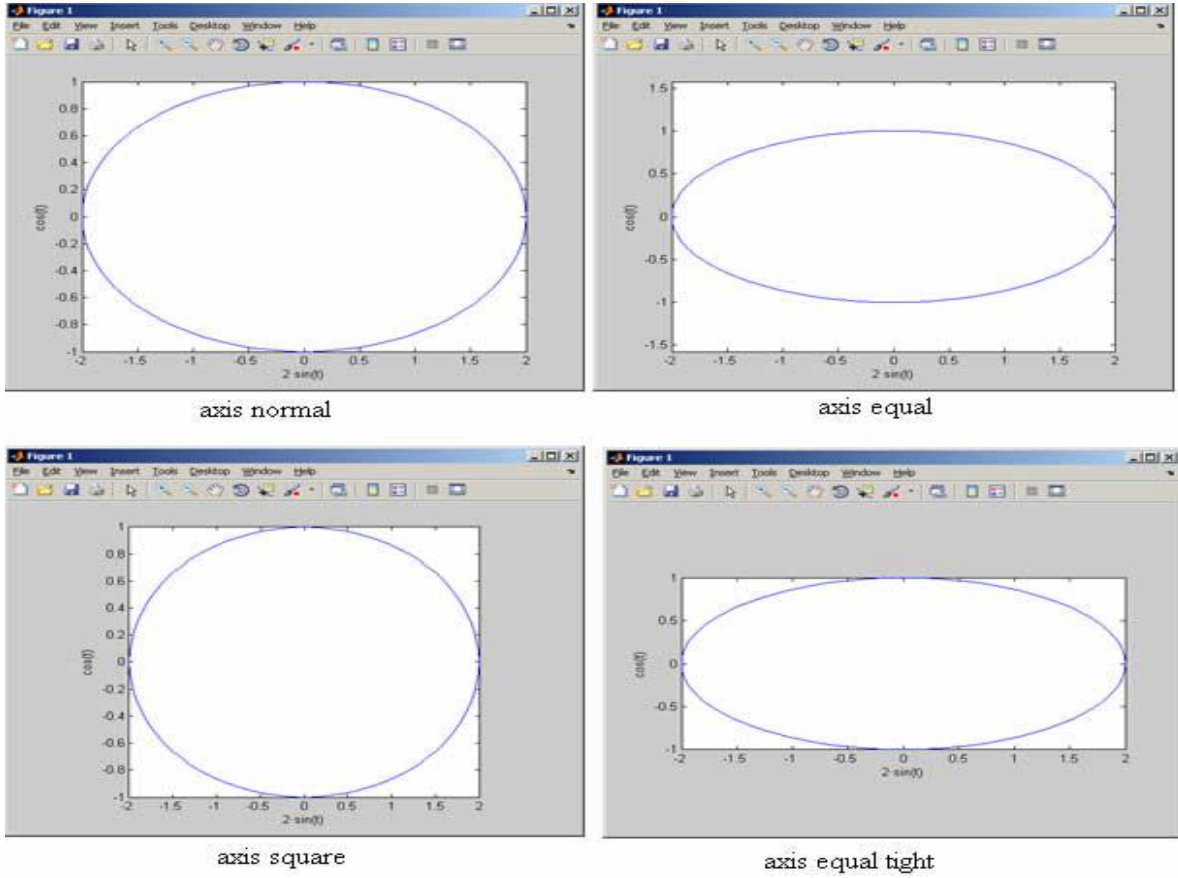 Figure 1
File Edit View Insert Tools Desktop Window Help
1
0.8
0.6
0.4
0.2
0
-0.2
-0.4
-0.6
-0.8
-1
cos(t)
-2 -1.5 -1 -0.5 0 0.5 1 1.5 2
2 sin(t)
axis normal
Figure 1
File Edit View Insert Tools Desktop Window Help
1.5
1
0.5
0
-0.5
-1
-1.5
cos(t)
-2 -1.5 -1 -0.5 0 0.5 1 1.5 2
2 sin(t)
axis equal
Figure 1
File Edit View Insert Tools Desktop Window Help
1
0.8
0.6
0.4
0.2
0
-0.2
-0.4
-0.6
-0.8
-1
cos(t)
-2 -1.5 -1 -0.5 0 0.5 1 1.5 2
2 sin(t)
axis square
Figure 1
File Edit View Insert Tools Desktop Window Help
1
0.5
0
-0.5
-1
cos(t)
-2 -1.5 -1 -0.5 0 0.5 1 1.5 2
2 sin(t)
axis equal tight